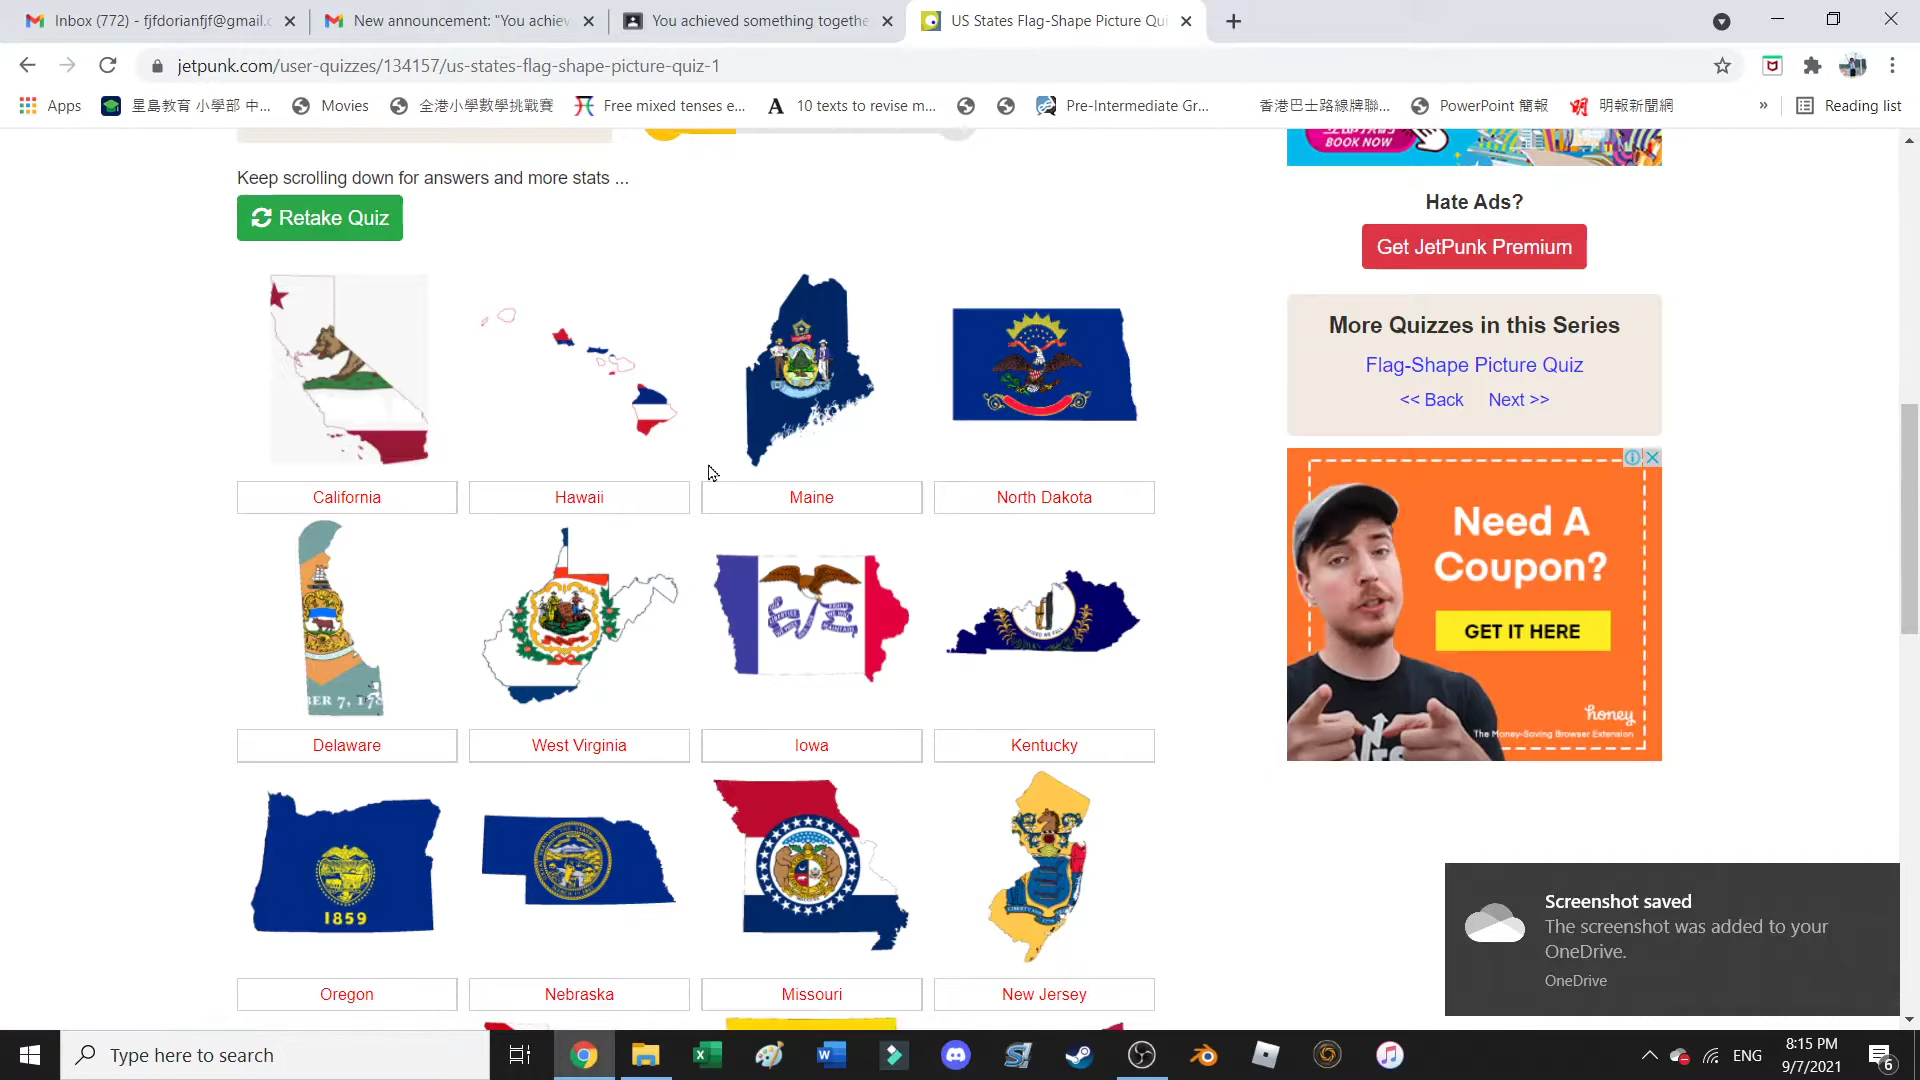 Inbox (772) - fjfdorianfjf@gmail.c
New announcement: "You achiev
You achieved something togethe
US States Flag-Shape Picture Qui
jetpunk.com/user-quizzes/134157/us-states-flag-shape-picture-quiz-1
Apps
星島教育 小學部 中...
Movies
全港小學數學挑戰賽
Free mixed tenses e...
10 texts to revise m...
Pre-Intermediate Gr...
香港巴士路線牌聯...
PowerPoint 簡報
明報新聞網
»
Reading list
BOOK NOW
Keep scrolling down for answers and more stats ...
Retake Quiz
Hate Ads?
Get JetPunk Premium
More Quizzes in this Series
Flag-Shape Picture Quiz
<< Back
Next >>
California
Hawaii
Maine
North Dakota
Need A
Coupon?
GET IT HERE
honey
The Money-Saving Browser Extension
BER 7, 178
Delaware
West Virginia
Iowa
Kentucky
1859
Oregon
Nebraska
Missouri
New Jersey
Screenshot saved
The screenshot was added to your
OneDrive.
OneDrive
Type here to search
ENG
8:15 PM
9/7/2021
6